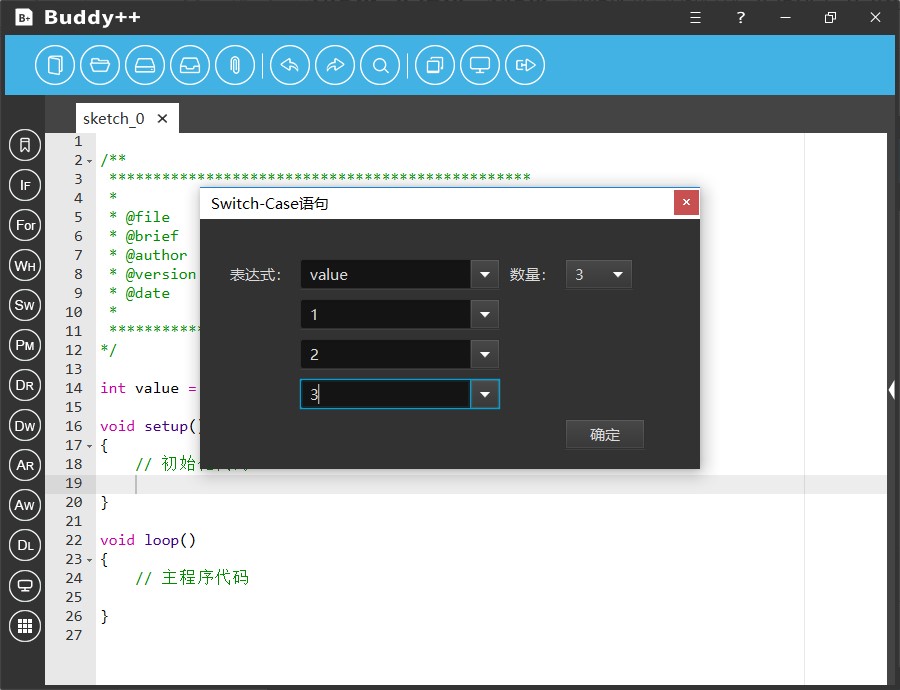 B+ Buddy++
?
sketch_0
IF
For
WH
SW
PM
DR
DW
AR
AW
DL
1
2 /**
3 ************************************************
4 *
5 * @file
6 * @brief
7 * @author
8 * @version
9 * @date
10 *
11 ***********
12 */
13
14 int value =
15
16 void setup()
17 {
18 // 初始化代码
19
20 }
21
22 void loop()
23 {
24 // 主程序代码
25
26 }
27
Switch-Case语句
表达式: value 数量: 3
1
2
3
确定